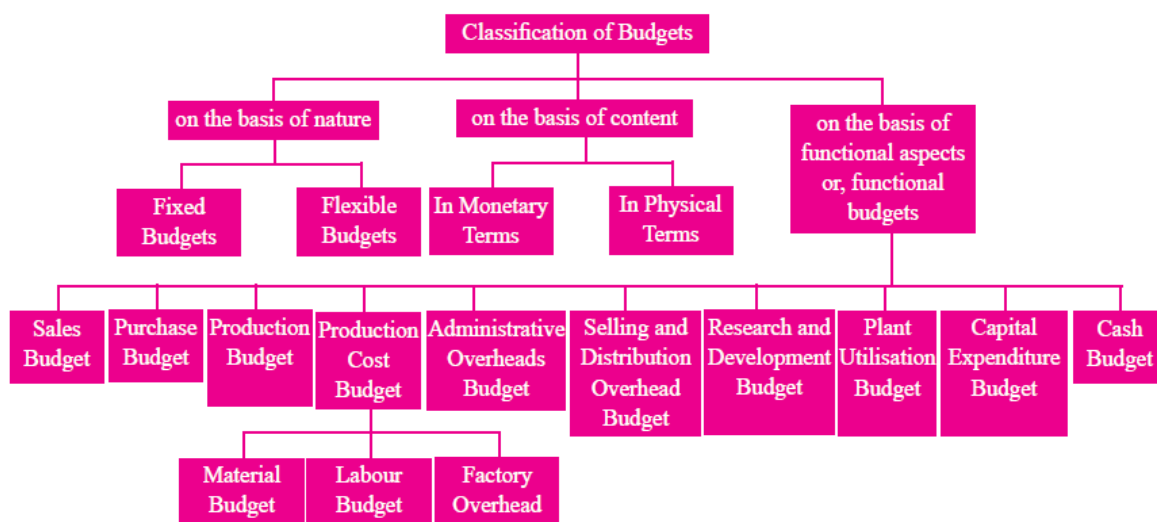 Classification of Budgets
on the basis of nature
on the basis of content
on the basis of
functional aspects
or, functional
budgets
Fixed
Budgets
Flexible
Budgets
In Monetary
Terms
In Physical
Terms
Sales
Budget
Purchase
Budget
Production
Budget
Production
Cost
Budget
Administrative
Overheads
Budget
Selling and
Distribution
Overhead
Budget
Research and
Development
Budget
Plant
Utilisation
Budget
Capital
Expenditure
Budget
Cash
Budget
Material
Budget
Labour
Budget
Factory
Overhead